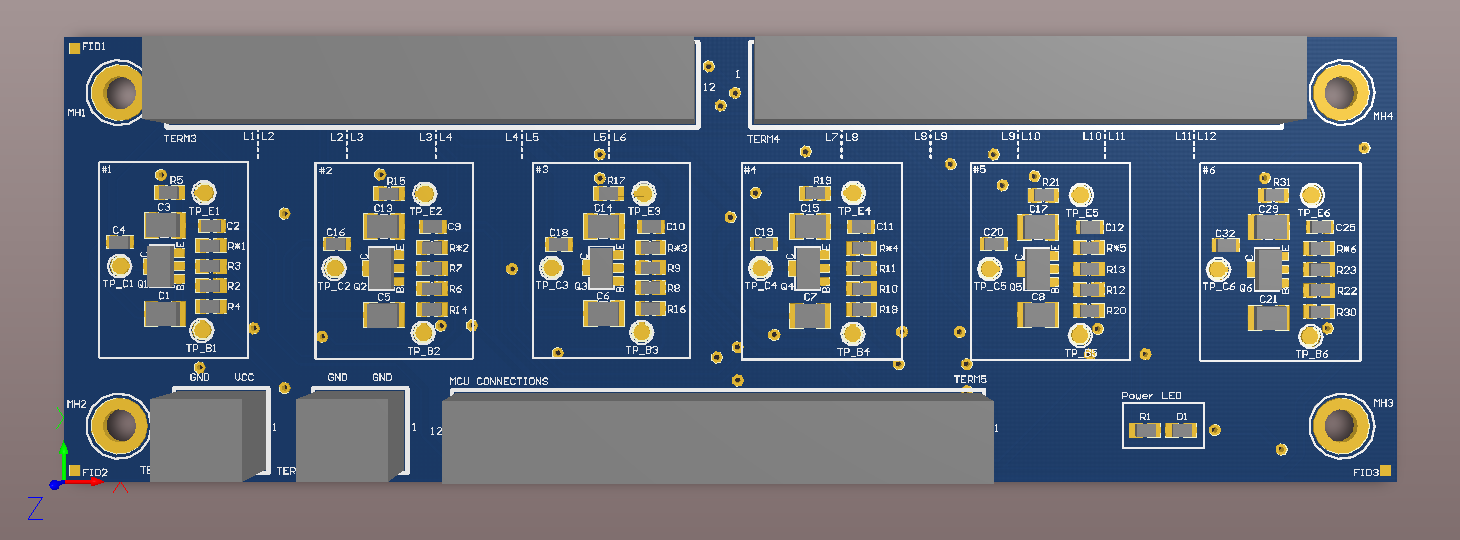 FID1
MH1
12
1
MH4
TERM3
L1 L2
L2 L3
L3 L4
L4 L5
L5 L6
TERM4
L7 L8
L8 L9
L9 L10
L10 L11
L11 L12
#1
R5
TP_E1
C3
C2
C4
R*1
E
C
R3
TP_C1
Q1
B
R2
C1
R4
TP_B1
#2
R15
TP_E2
C13
C9
C16
R*2
E
C
R7
TP_C2
Q2
B
R6
C5
R14
TP_B2
#3
R17
TP_E3
C14
C10
C18
R*3
E
C
R9
TP_C3
Q3
B
R8
C6
R16
TP_B3
#4
R19
TP_E4
C15
C11
C19
R*4
E
C
R11
TP_C4
Q4
B
R10
C7
TP_B4
#5
R21
TP_E5
C17
C12
C20
R*5
E
C
R13
TP_C5
Q5
B
R12
C8
R20
#6
R31
TP_E6
C29
C25
C32
R*6
E
C
R23
TP_C6
Q6
B
R22
C21
R30
TP_B6
GND VCC
GND GND
MCU CONNECTIONS
TERM5
Power LED
MH2
R1
D1
MH3
1
1
12
1
FID2
FID3
Z